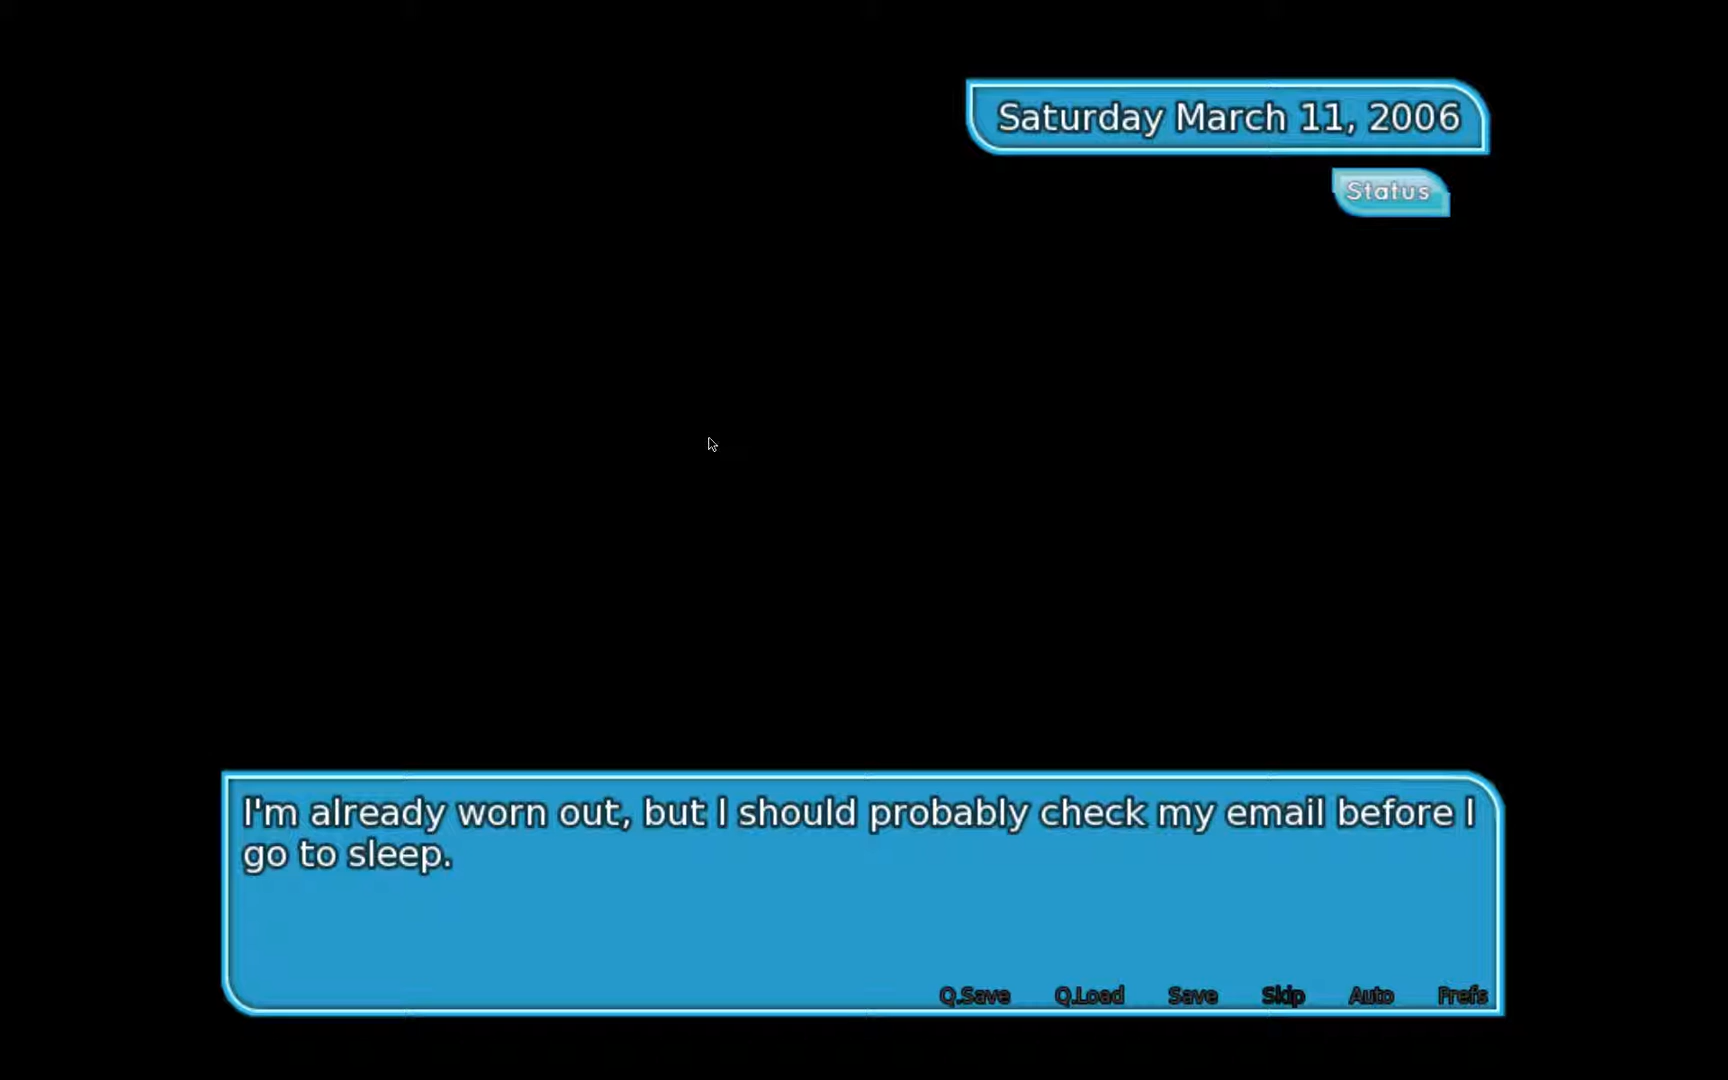 Saturday March 11, 2006
Status
I'm already worn out, but I should probably check my email before I
go to sleep.
Q.Save Q.Load Save Skip Auto Prefs